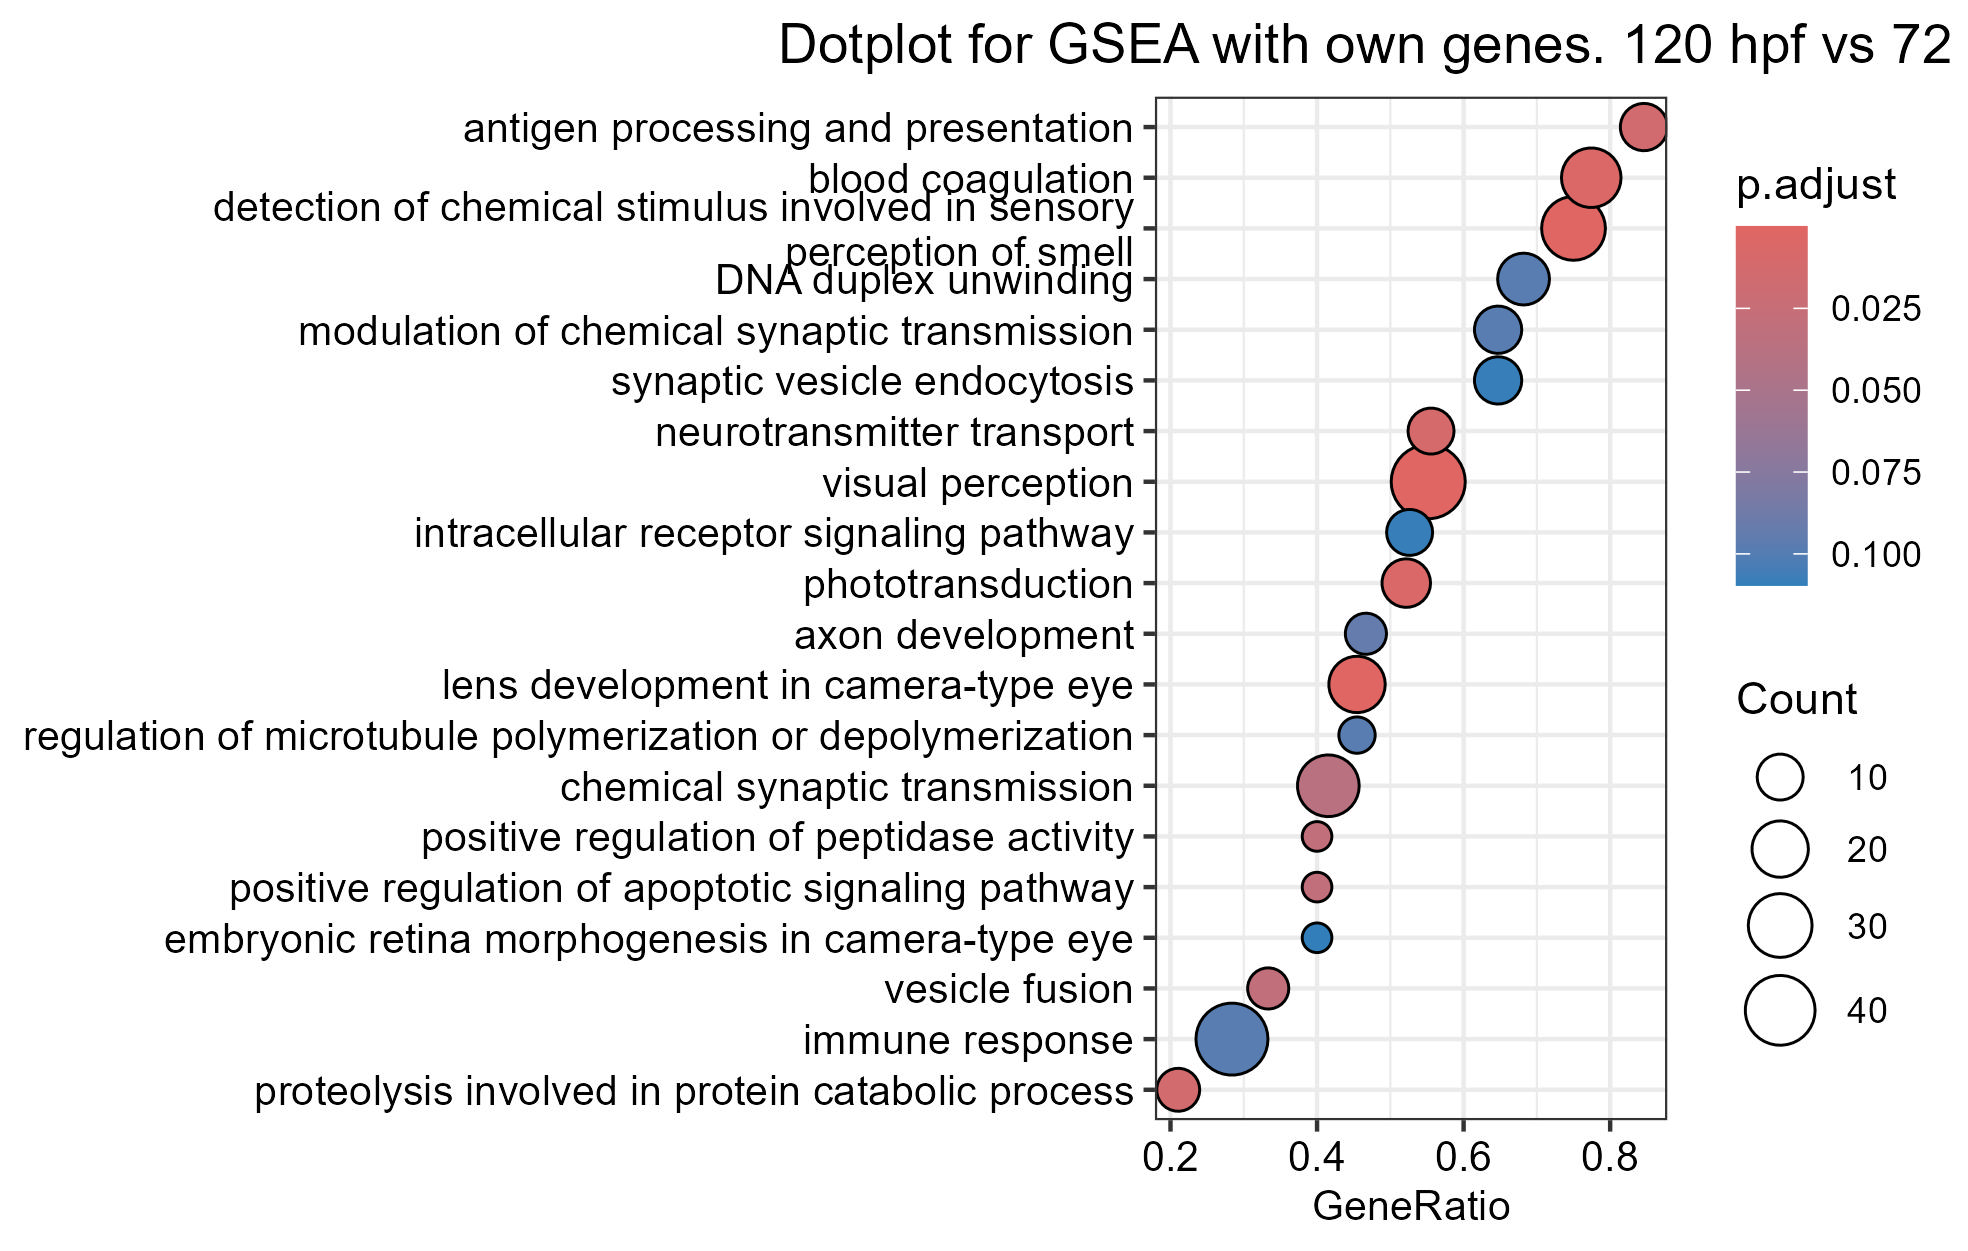 Dotplot for GSEA with own genes. 120 hpf vs 72
antigen processing and presentation
blood coagulation
detection of chemical stimulus involved in sensory
perception of smell
DNA duplex unwinding
modulation of chemical synaptic transmission
synaptic vesicle endocytosis
neurotransmitter transport
visual perception
intracellular receptor signaling pathway
phototransduction
axon development
lens development in camera-type eye
regulation of microtubule polymerization or depolymerization
chemical synaptic transmission
positive regulation of peptidase activity
positive regulation of apoptotic signaling pathway
embryonic retina morphogenesis in camera-type eye
vesicle fusion
immune response
proteolysis involved in protein catabolic process
0.2 0.4 0.6 0.8
GeneRatio
p.adjust
0.025
0.050
0.075
0.100
Count
10
20
30
40